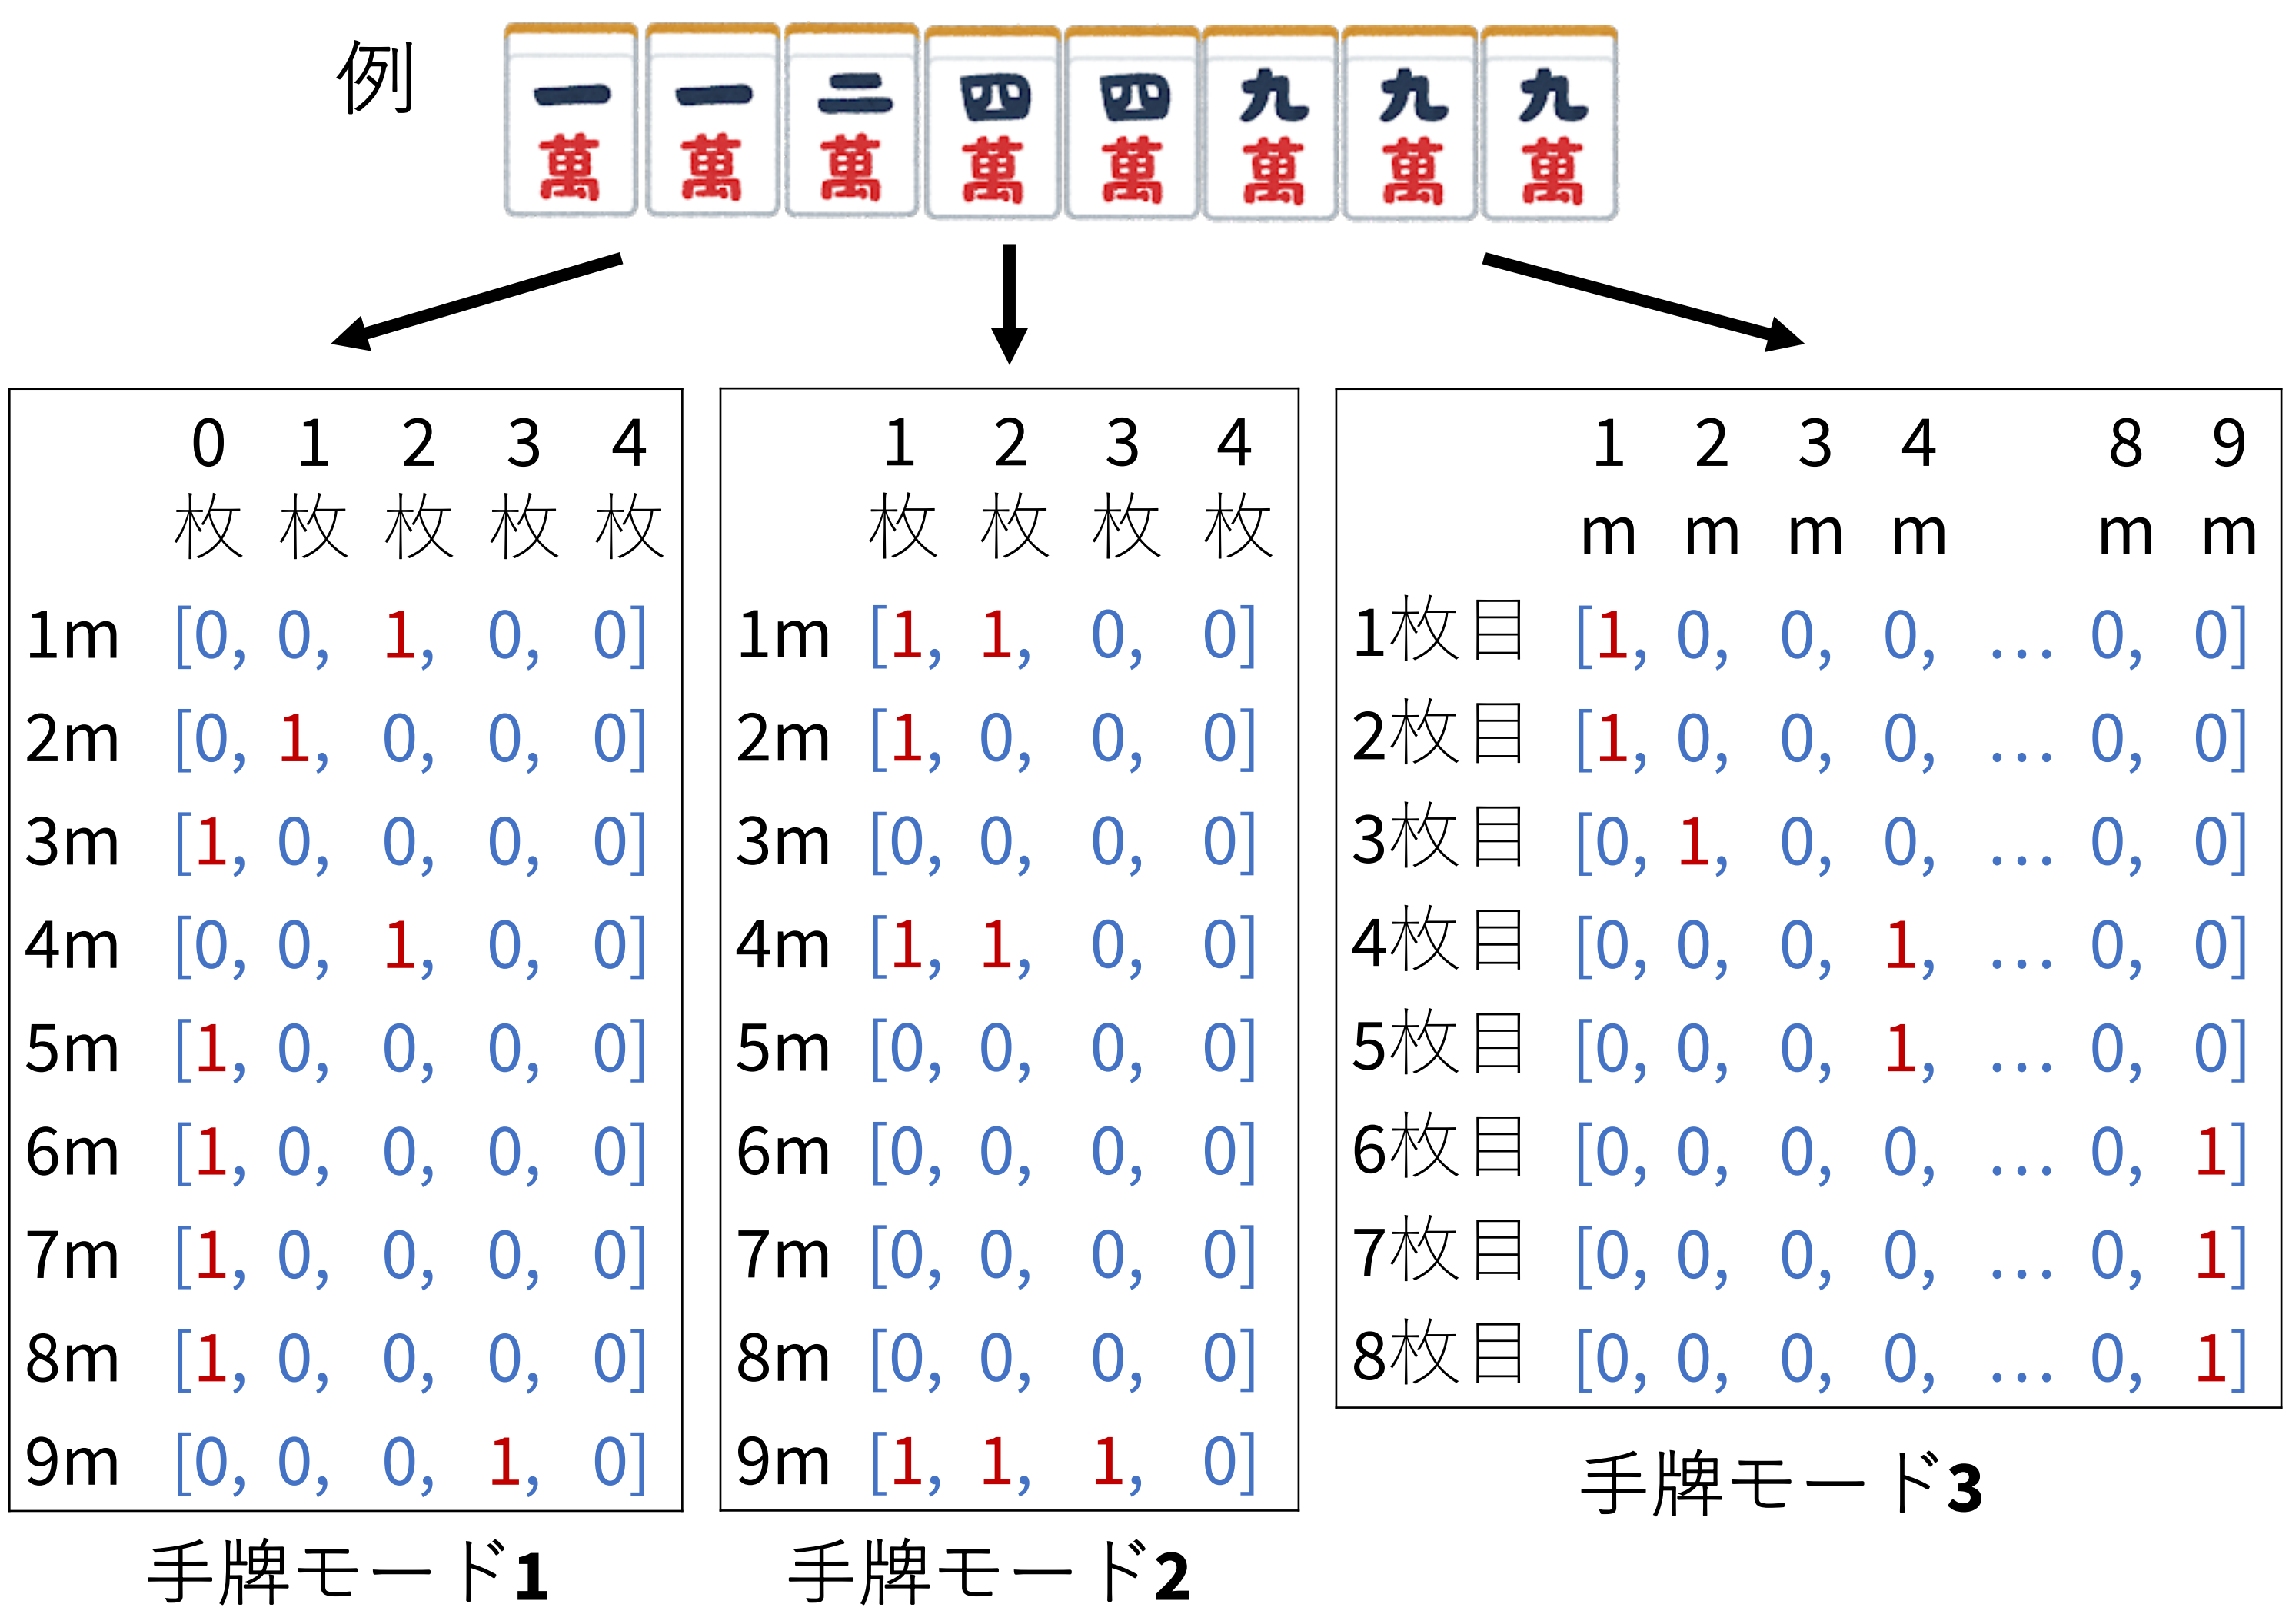 例
一 一 二 四 四 九 九 九
萬 萬 萬 萬 萬 萬 萬 萬
0 1 2 3 4
枚 枚 枚 枚 枚
1m [0, 0, 1, 0, 0]
2m [0, 1, 0, 0, 0]
3m [1, 0, 0, 0, 0]
4m [0, 0, 1, 0, 0]
5m [1, 0, 0, 0, 0]
6m [1, 0, 0, 0, 0]
7m [1, 0, 0, 0, 0]
8m [1, 0, 0, 0, 0]
9m [0, 0, 0, 1, 0]
手牌モード1
1 2 3 4
枚 枚 枚 枚
1m [1, 1, 0, 0]
2m [1, 0, 0, 0]
3m [0, 0, 0, 0]
4m [1, 1, 0, 0]
5m [0, 0, 0, 0]
6m [0, 0, 0, 0]
7m [0, 0, 0, 0]
8m [0, 0, 0, 0]
9m [1, 1, 1, 0]
手牌モード2
1 2 3 4 8 9
m m m m m m
1枚目 [1, 0, 0, 0, ... 0, 0]
2枚目 [1, 0, 0, 0, ... 0, 0]
3枚目 [0, 1, 0, 0, ... 0, 0]
4枚目 [0, 0, 0, 1, ... 0, 0]
5枚目 [0, 0, 0, 1, ... 0, 0]
6枚目 [0, 0, 0, 0, ... 0, 1]
7枚目 [0, 0, 0, 0, ... 0, 1]
8枚目 [0, 0, 0, 0, ... 0, 1]
手牌モード3